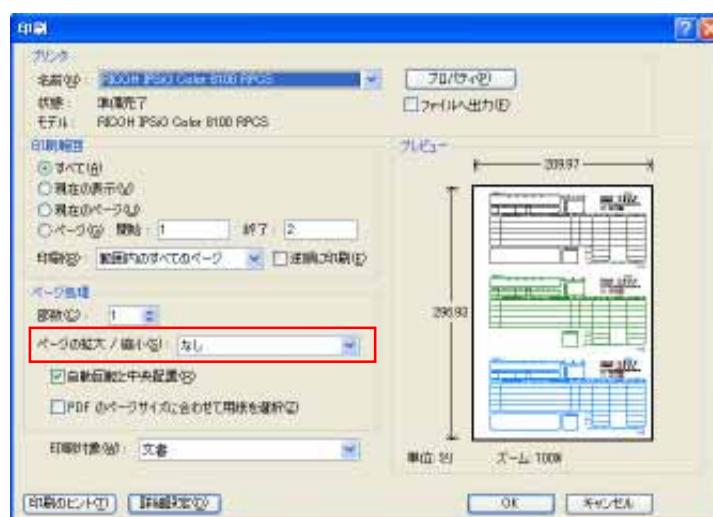 印刷
プリンタ
名前(N): RICOH IPSiO Color 8100 RPCS
プロパティ(P)
状態: 準備完了
ファイルへ出力(E)
モデル: RICOH IPSiO Color 8100 RPCS
印刷範囲
プレビュー
すべて(A)
209.97
現在の表示(V)
現在のページ(U)
ページ(G) 開始: 1 終了: 2
印刷(B): 範囲内のすべてのページ
逆順に印刷(E)
ページ処理
部数(C): 1
296.93
ページの拡大 / 縮小(S): なし
自動回転と中央配置(R)
PDF のページサイズに合わせて用紙を選択(Z)
印刷対象(W): 文書
単位: ミリ ズーム: 100%
印刷のヒント(T)
詳細設定(D)
OK
キャンセル